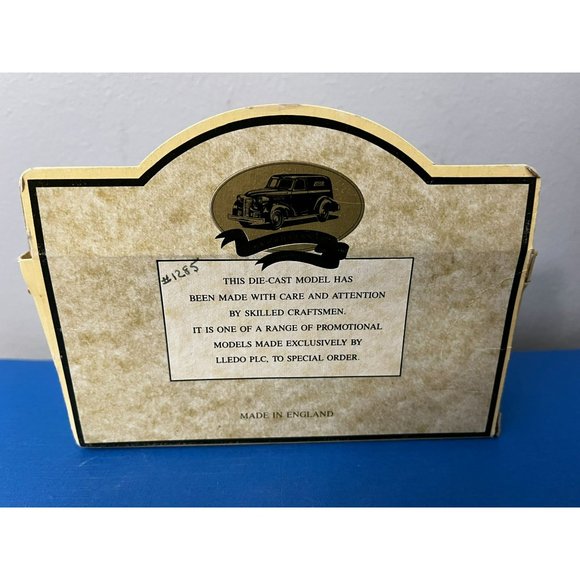 #1285
THIS DIE-CAST MODEL HAS
BEEN MADE WITH CARE AND ATTENTION
BY SKILLED CRAFTSMEN.
IT IS ONE OF A RANGE OF PROMOTIONAL
MODELS MADE EXCLUSIVELY BY
LLEDO PLC, TO SPECIAL ORDER.
MADE IN ENGLAND